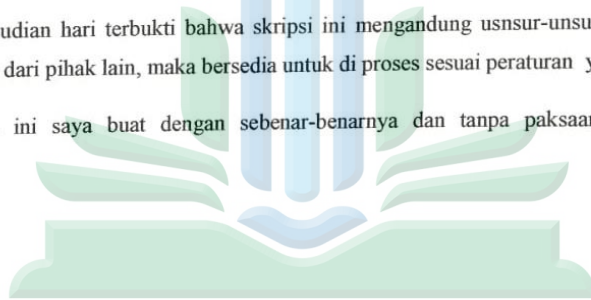 udian hari terbukti bahwa skripsi ini mengandung usnsur-unsu
dari pihak lain, maka bersedia untuk di proses sesuai peraturan
ini saya buat dengan sebenar-benarnya dan tanpa paksaan